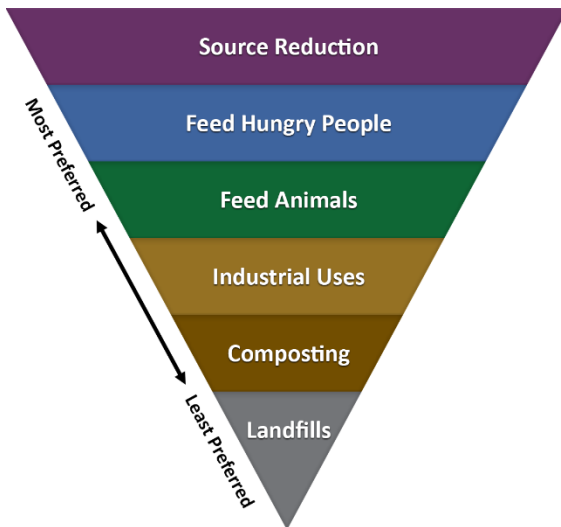 Source Reduction
Feed Hungry People
Most Preferred
Feed Animals
Industrial Uses
Composting
Least Preferred
Landfills